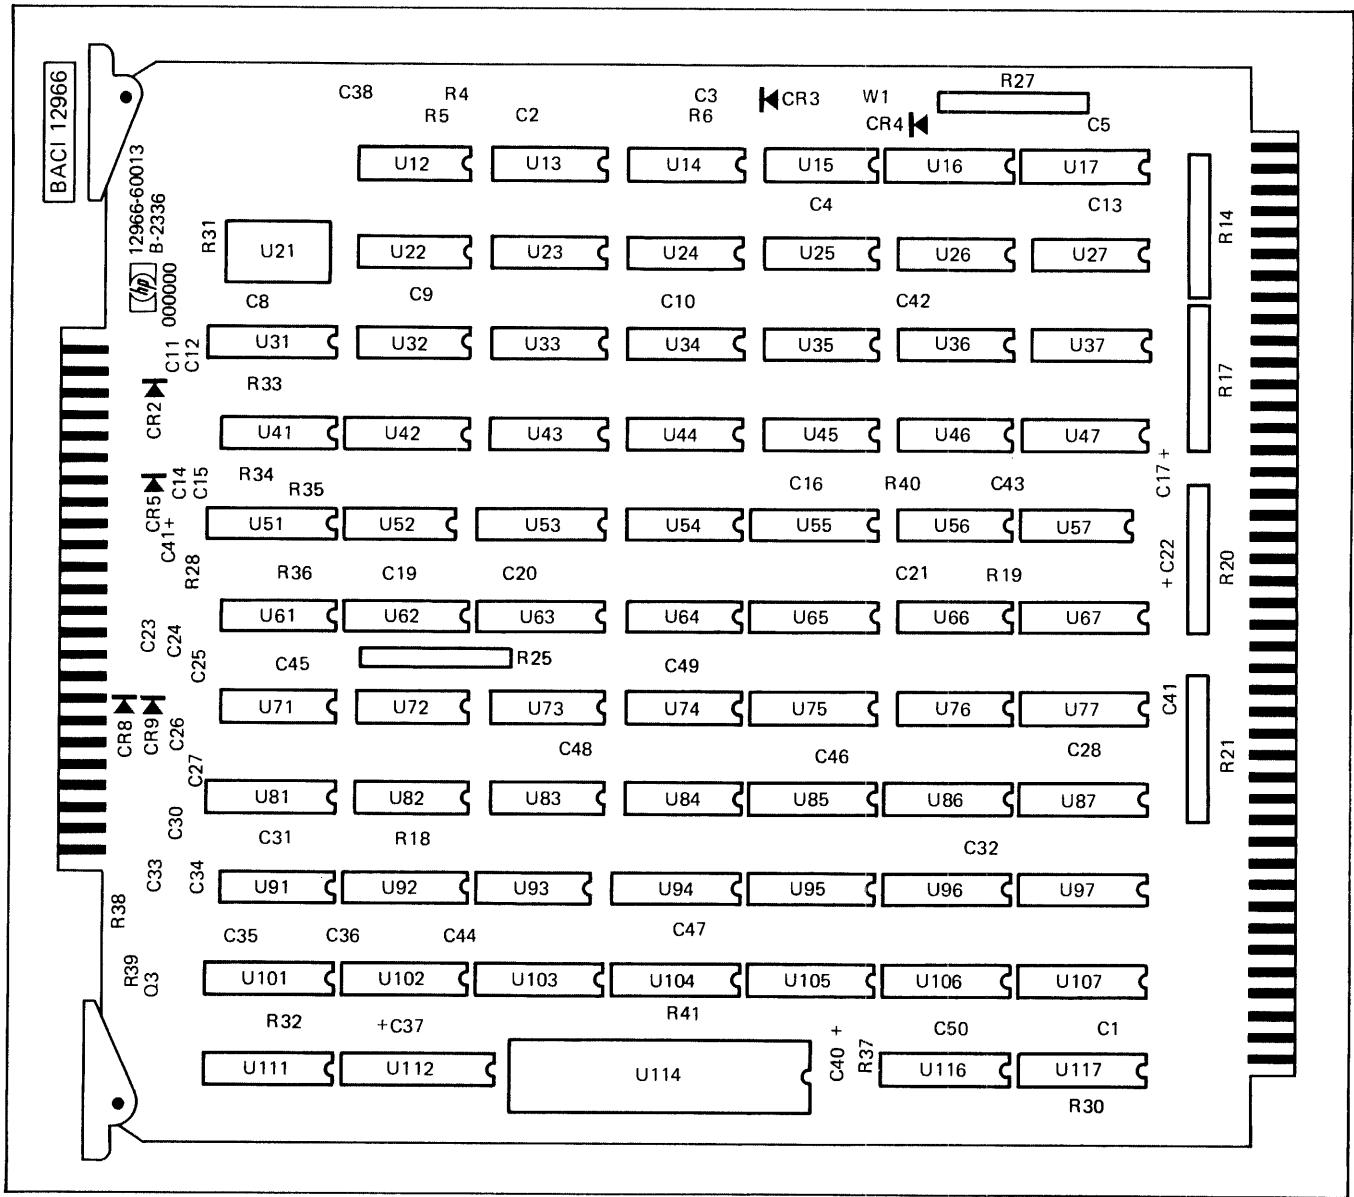 BACI 12966
12966-60013
B-2336
hp
000000
C38 R4 C3 CR3 W1 R27
R5 C2 R6 CR4 C5
U12 U13 U14 U15 U16 U17
C4 C13
R14
R31
U21 U22 U23 U24 U25 U26 U27
C8 C9 C10 C42
U31 U32 U33 U34 U35 U36 U37
C11
C12
R33
R17
CR2
U41 U42 U43 U44 U45 U46 U47
C17 +
C14
C15
R34 R35 C16 R40 C43
CR5
C41+
U51 U52 U53 U54 U55 U56 U57
+ C22
R20
R28
R36 C19 C20 C21 R19
U61 U62 U63 U64 U65 U66 U67
C23
C24
C25
C45 R25 C49
C41
U71 U72 U73 U74 U75 U76 U77
CR8
CR9
C26
C48 C46 C28
R21
C27
U81 U82 U83 U84 U85 U86 U87
C30
C31 R18 C32
C33
C34
U91 U92 U93 U94 U95 U96 U97
R38
C35 C36 C44 C47
R39
Q3
U101 U102 U103 U104 U105 U106 U107
R32 +C37 R41 C50 C1
C40 +
R37
U111 U112 U114 U116 U117
R30